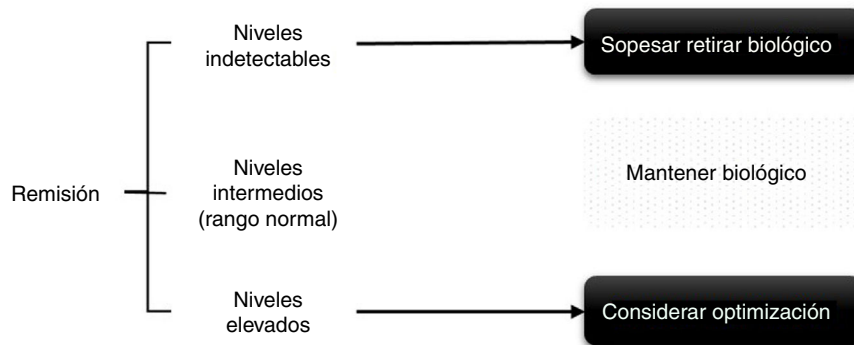 Niveles
indetectables
Sopesar retirar biológico
Remisión
Niveles
intermedios
(rango normal)
Mantener biológico
Niveles
elevados
Considerar optimización